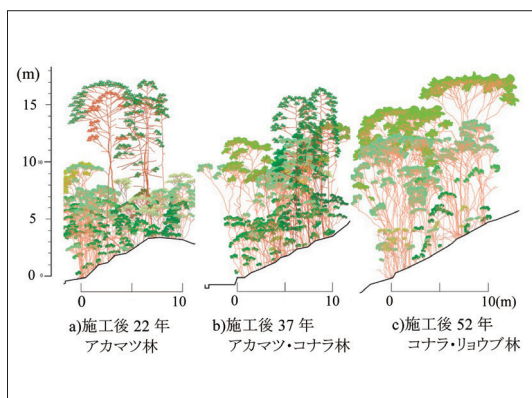 (m)
15
10
5
0
0
10
0
10
0
10(m)
a)施工後 22 年
アカマツ林
b)施工後 37 年
アカマツ・コナラ林
c)施工後 52 年
コナラ・リョウブ林